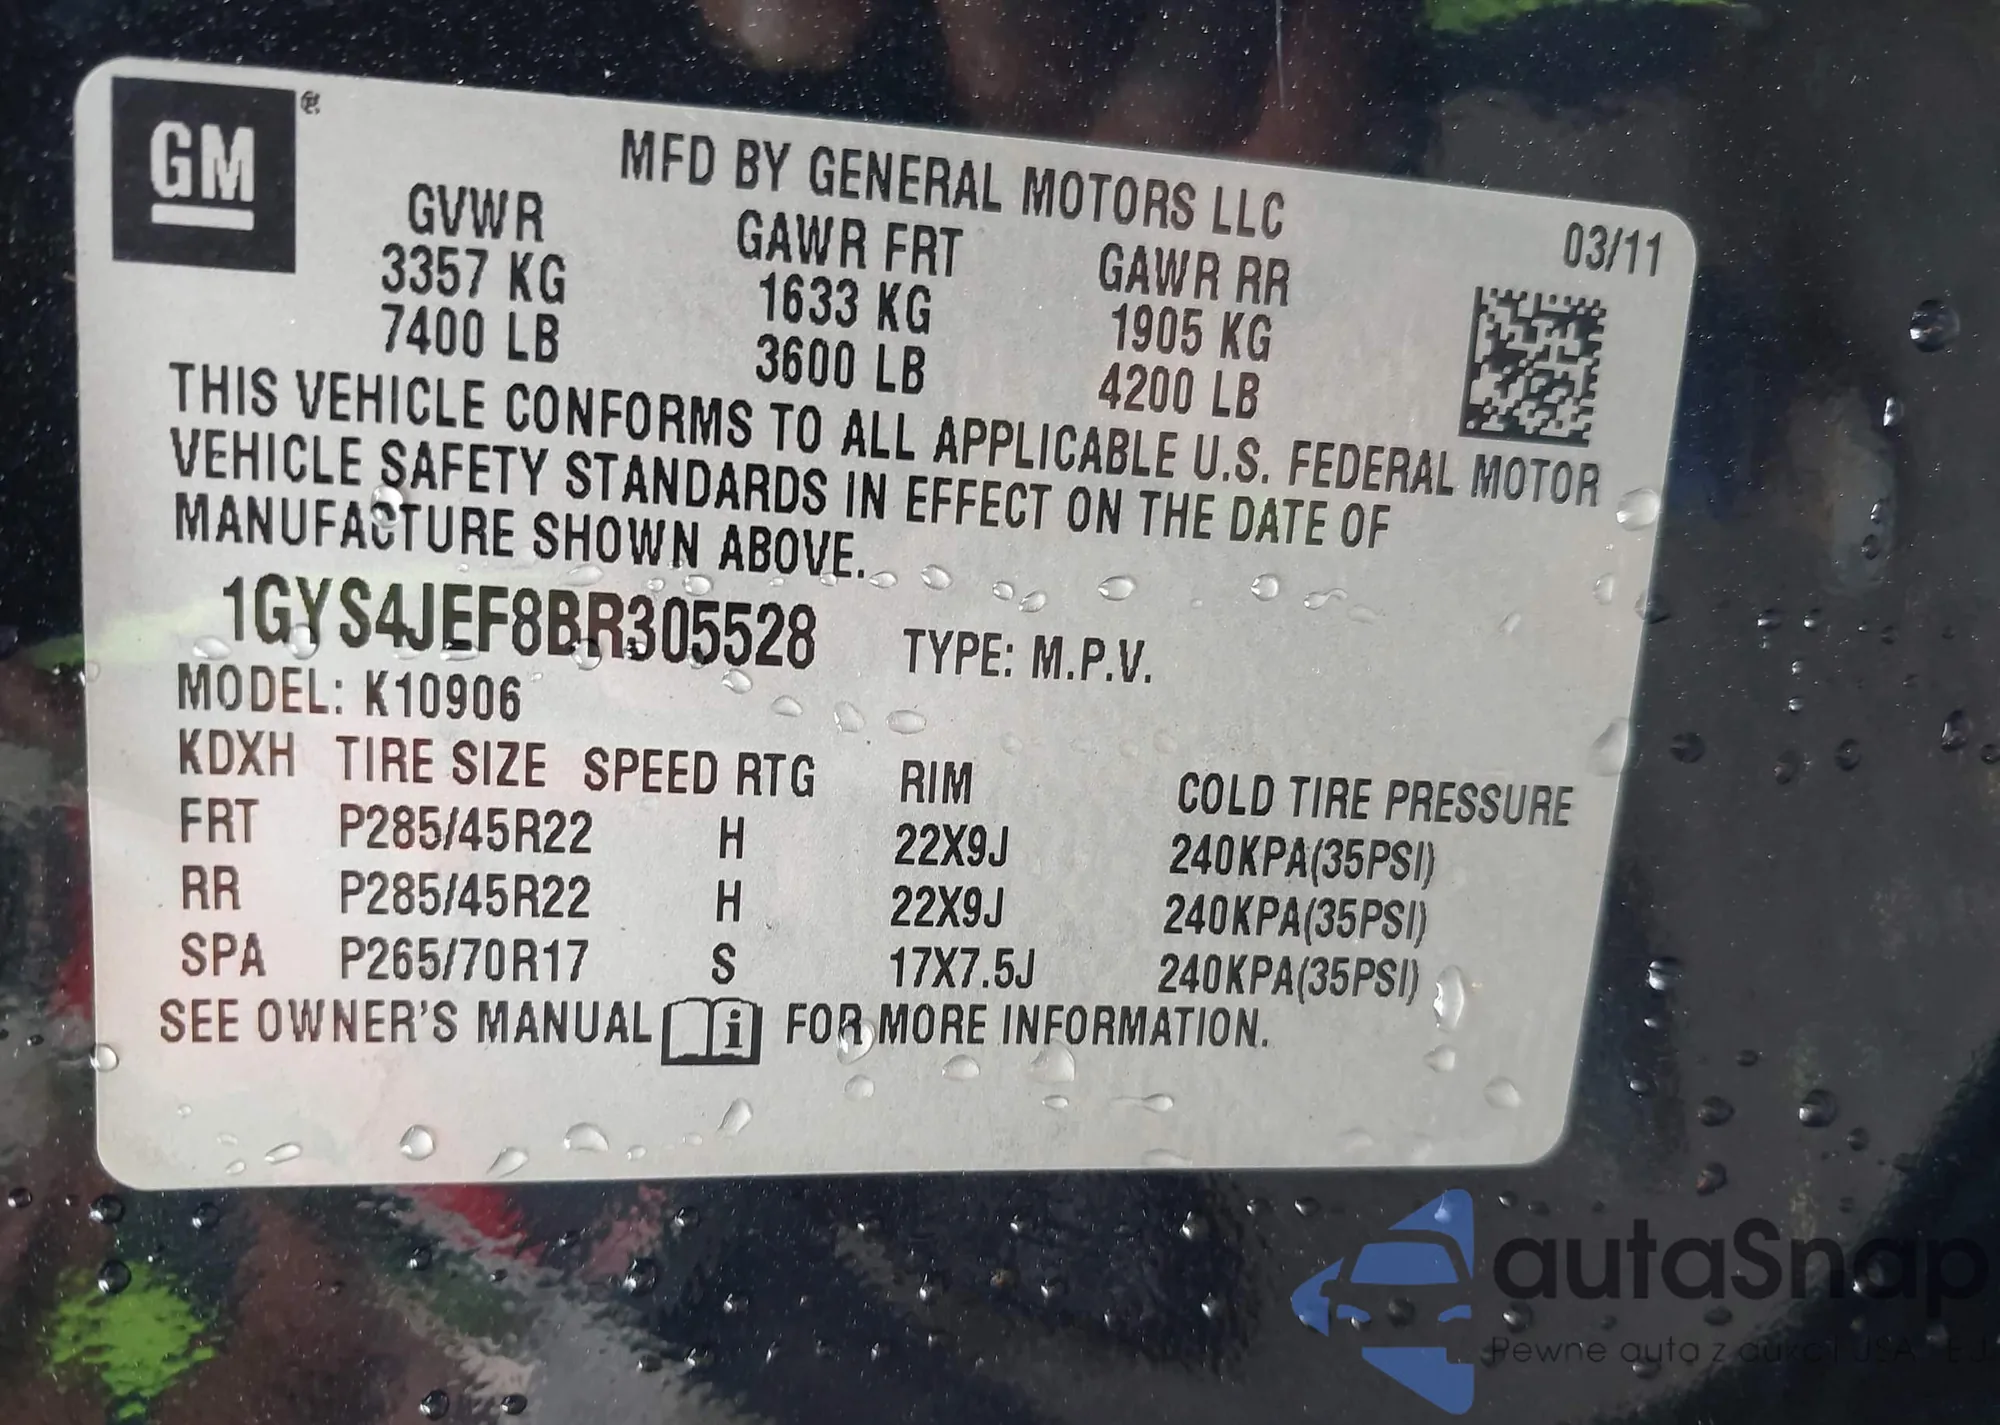 GM®
MFD BY GENERAL MOTORS LLC
03/11
GVWR GAWR FRT GAWR RR
3357 KG 1633 KG 1905 KG
7400 LB 3600 LB 4200 LB
THIS VEHICLE CONFORMS TO ALL APPLICABLE U.S. FEDERAL MOTOR
VEHICLE SAFETY STANDARDS IN EFFECT ON THE DATE OF
MANUFACTURE SHOWN ABOVE.
1GYS4JEF8BR305528 TYPE: M.P.V.
MODEL: K10906
KDXH TIRE SIZE SPEED RTG RIM COLD TIRE PRESSURE
FRT P285/45R22 H 22X9J 240KPA(35PSI)
RR P285/45R22 H 22X9J 240KPA(35PSI)
SPA P265/70R17 S 17X7.5J 240KPA(35PSI)
SEE OWNER'S MANUAL i FOR MORE INFORMATION.
autaSnap
Pewne auta z aukcji USA